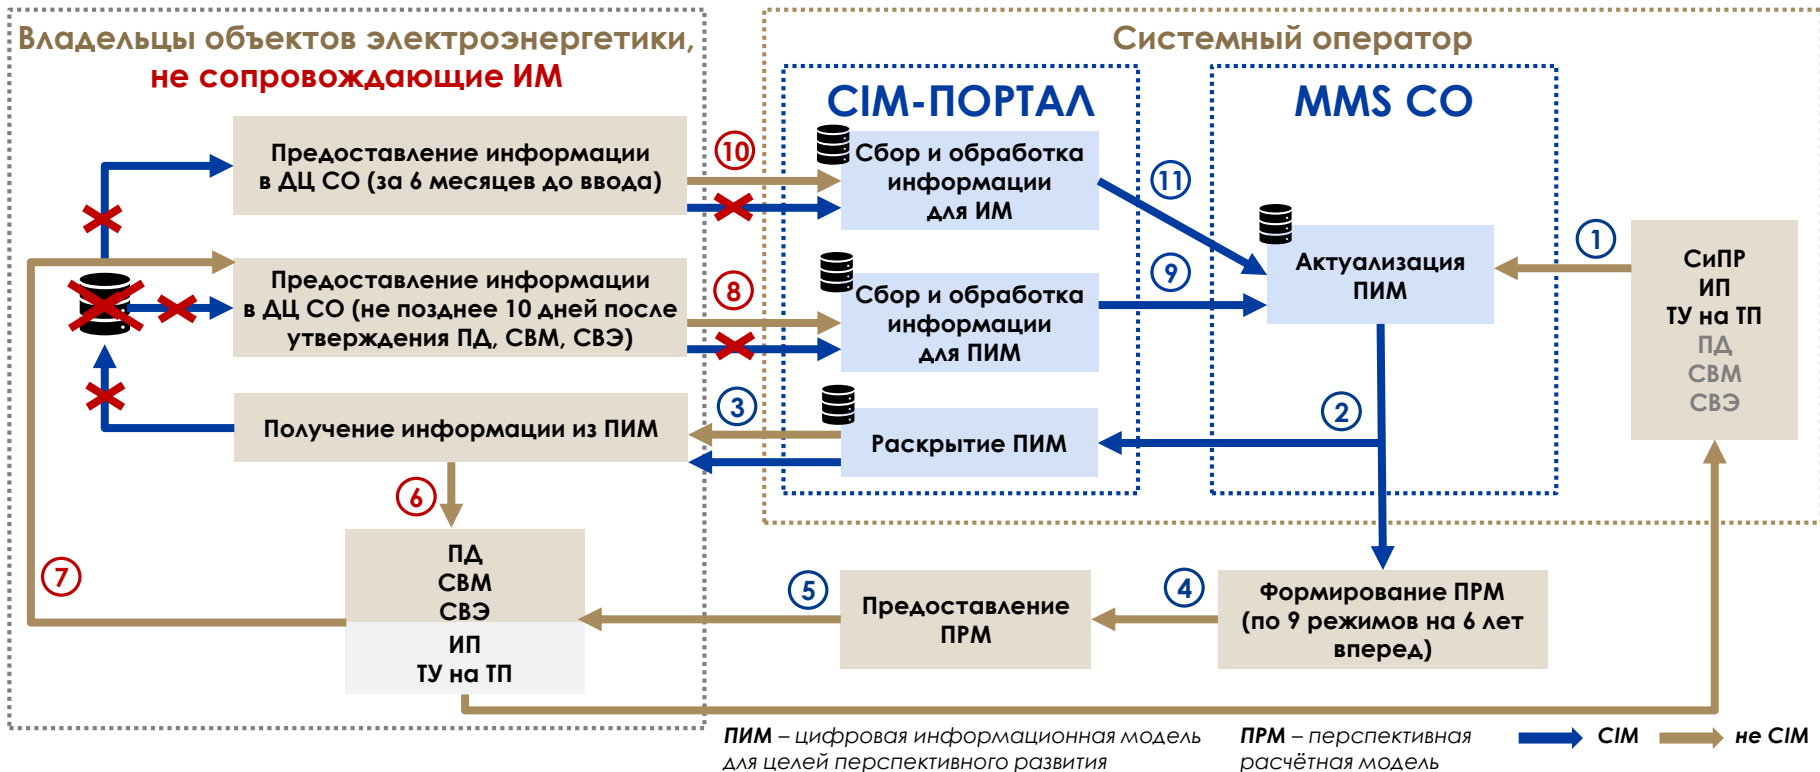 Владельцы объектов электроэнергетики,
не сопровождающие ИМ
Системный оператор
CIM-ПОРТАЛ
MMS СО
Предоставление информации
в ДЦ СО (за 6 месяцев до ввода)
10
Сбор и обработка
информации
для ИМ
11
Предоставление информации
в ДЦ СО (не позднее 10 дней после
утверждения ПД, СВМ, СВЭ)
8
Сбор и обработка
информации
для ПИМ
9
Актуализация
ПИМ
1
СиПР
ИП
ТУ на ТП
ПД
СВМ
СВЭ
Получение информации из ПИМ
3
Раскрытие ПИМ
2
6
7
ПД
СВМ
СВЭ
ИП
ТУ на ТП
5
Предоставление
ПРМ
4
Формирование ПРМ
(по 9 режимов на 6 лет
вперед)
ПИМ – цифровая информационная модель
для целей перспективного развития
ПРМ – перспективная
расчётная модель
CIM
не CIM